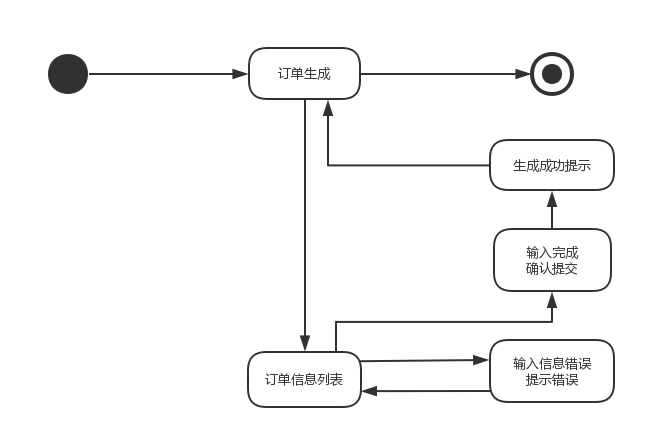 订单生成
生成成功提示
输入完成
确认提交
输入信息错误
提示错误
订单信息列表